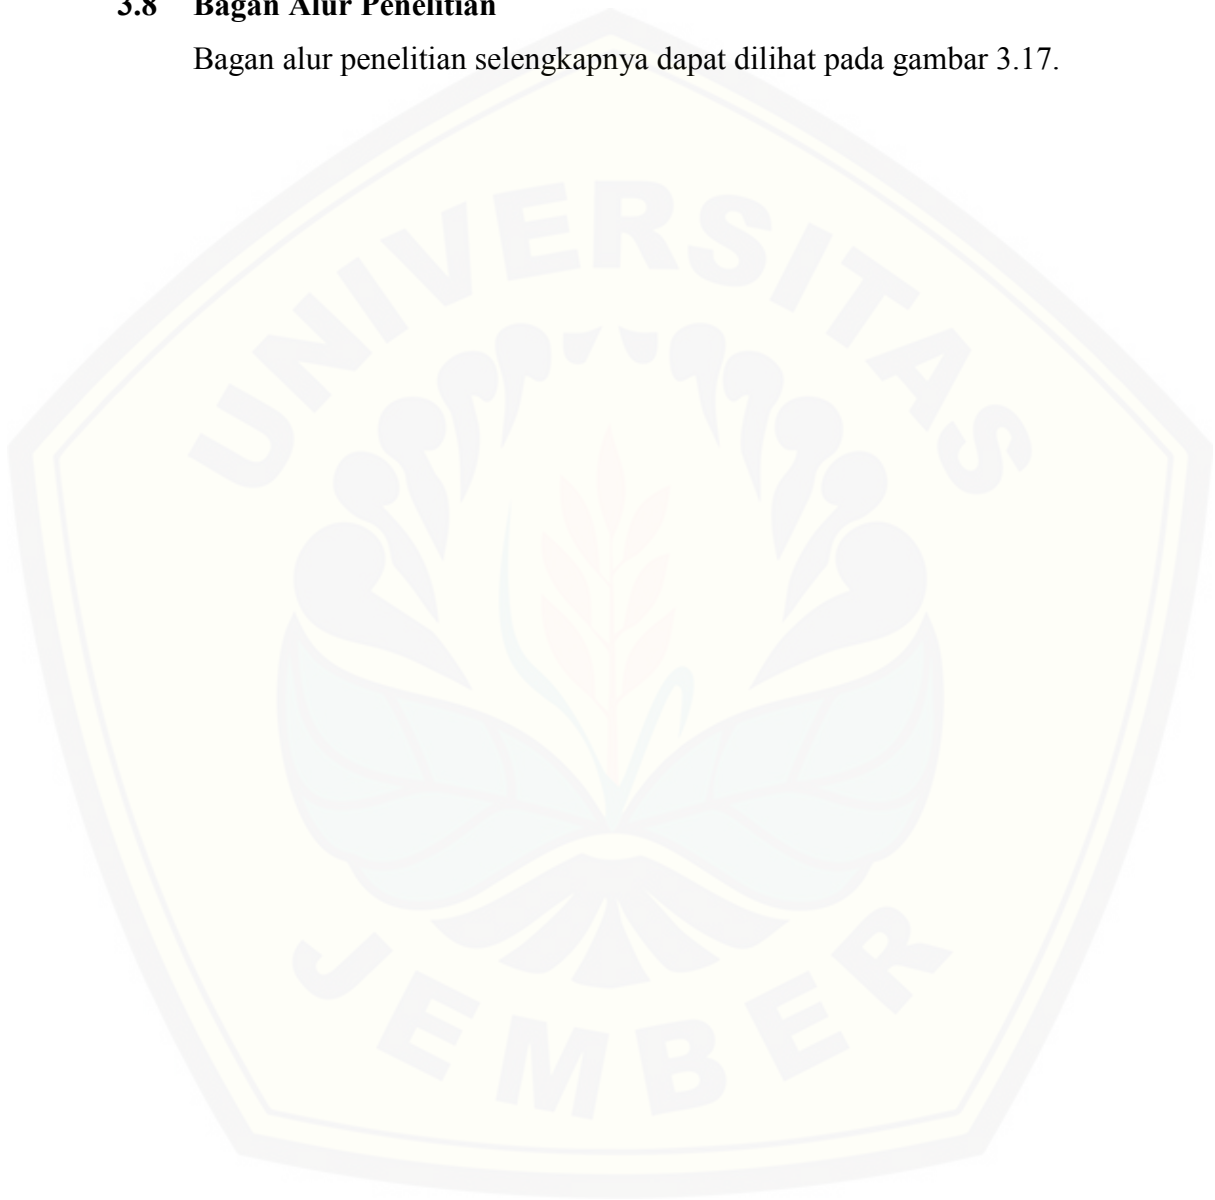 3.8 Bagan Alur Penelitian
Bagan alur penelitian selengkapnya dapat dilihat pada gambar 3.17.
UNIVERSITAS
JEMBER